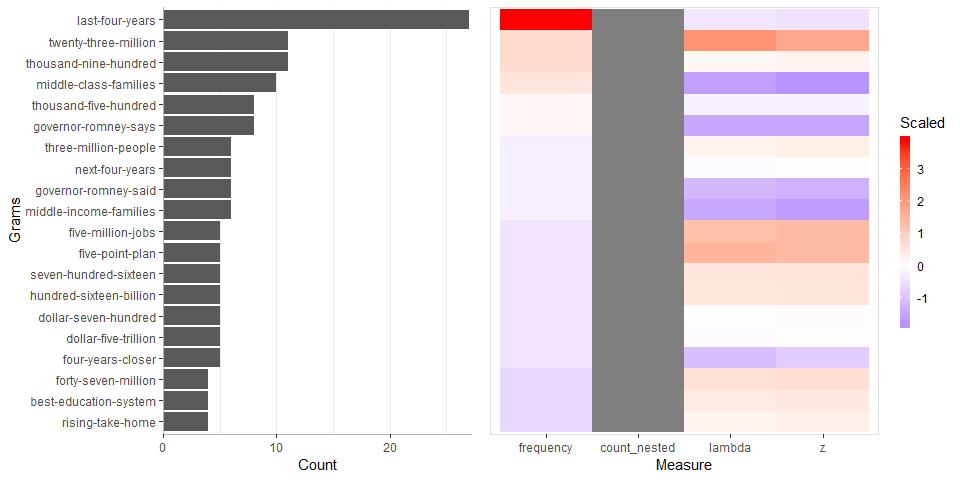 Grams
last-four-years
twenty-three-million
thousand-nine-hundred
middle-class-families
thousand-five-hundred
governor-romney-says
three-million-people
next-four-years
governor-romney-said
middle-income-families
five-million-jobs
five-point-plan
seven-hundred-sixteen
hundred-sixteen-billion
dollar-seven-hundred
dollar-five-trillion
four-years-closer
forty-seven-million
best-education-system
rising-take-home
0 10 20
Count
frequency count_nested lambda z
Measure
Scaled
3
2
1
0
-1